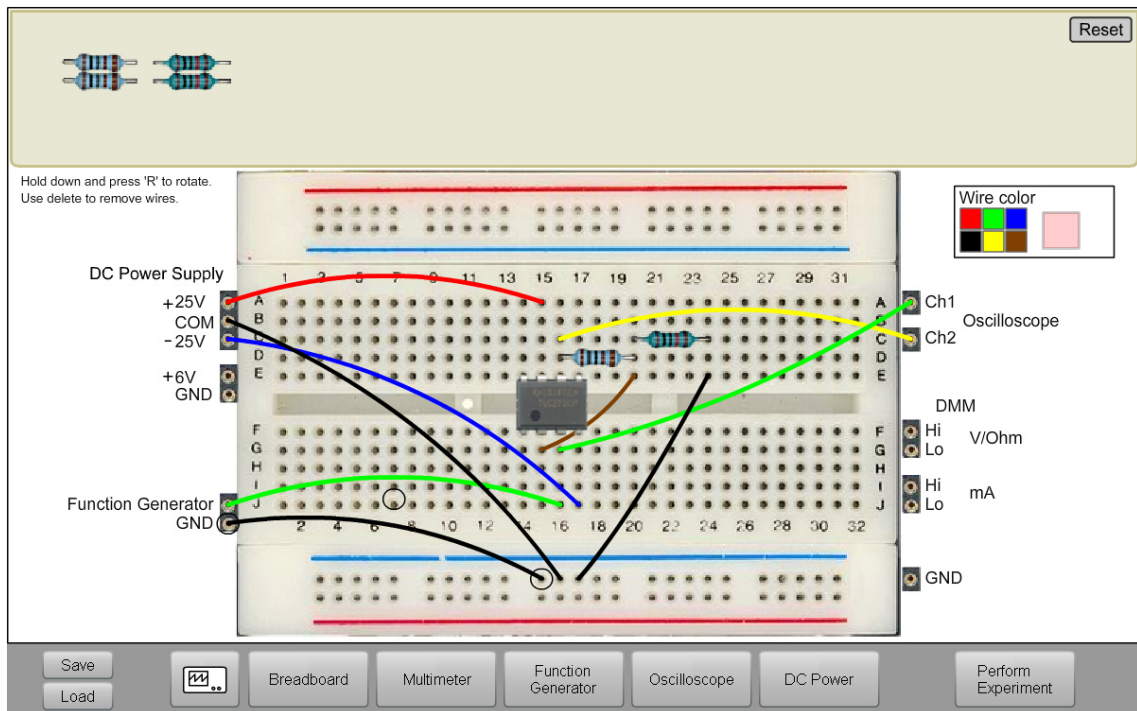 Reset
Hold down and press 'R' to rotate.
Use delete to remove wires.
Wire color
DC Power Supply
+25V
COM
-25V
+6V
GND
Function Generator
GND
1 3 5 7 9 11 13 15 17 19 21 23 25 27 29 31
A
B
C
D
E
F
G
H
I
J
2 4 6 8 10 12 14 16 18 20 22 24 26 28 30 32
A
B
C
D
E
F
G
H
I
J
Ch1
Ch2
Oscilloscope
DMM
Hi
Lo
V/Ohm
Hi
Lo
mA
GND
Save
Load
Breadboard
Multimeter
Function
Generator
Oscilloscope
DC Power
Perform
Experiment